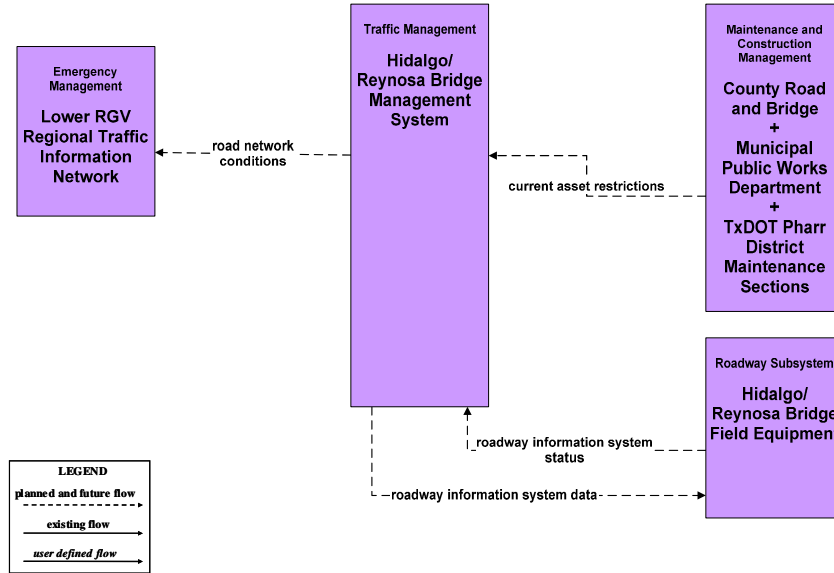 Emergency
Management
Lower RGV
Regional Traffic
Information
Network
road network
conditions
Traffic Management
Hidalgo/
Reynosa Bridge
Management
System
current asset restrictions
Maintenance and
Construction
Management
County Road
and Bridge
+
Municipal
Public Works
Department
+
TxDOT Pharr
District
Maintenance
Sections
Roadway Subsystem
Hidalgo/
Reynosa Bridge
Field Equipmen
roadway information system
status
roadway information system data
LEGEND
planned and future flow
existing flow
user defined flow